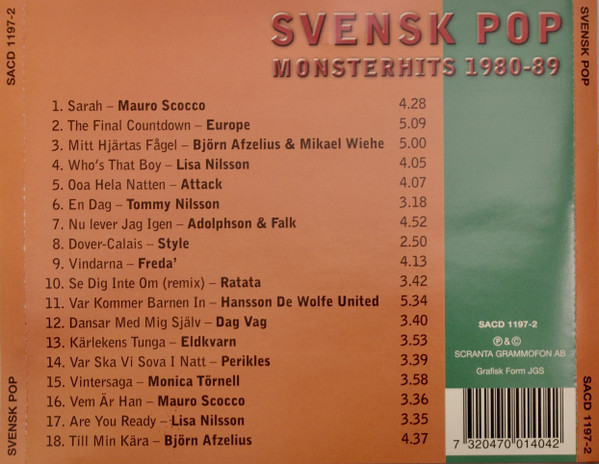 SVENSK POP
MONSTERHITS 1980-89
1. Sarah – Mauro Scocco 4.28
2. The Final Countdown – Europe 5.09
3. Mitt Hjärtas Fågel – Björn Afzelius & Mikael Wiehe 5.00
4. Who's That Boy – Lisa Nilsson 4.05
5. Ooa Hela Natten – Attack 4.07
6. En Dag – Tommy Nilsson 3.18
7. Nu lever Jag Igen – Adolphson & Falk 4.52
8. Dover-Calais – Style 2.50
9. Vindarna – Freda' 4.13
10. Se Dig Inte Om (remix) – Ratata 3.42
11. Var Kommer Barnen In – Hansson De Wolfe United 5.34
12. Dansar Med Mig Själv – Dag Vag 3.40
13. Kärlekens Tunga – Eldkvarn 3.53
14. Var Ska Vi Sova I Natt – Perikles 3.39
15. Vintersaga – Monica Törnell 3.58
16. Vem Är Han – Mauro Scocco 3.36
17. Are You Ready – Lisa Nilsson 3.35
18. Till Min Kära – Björn Afzelius 4.37
SACD 1197-2
Ⓟ & ©
SCRANTA GRAMMOFON AB
Grafisk Form JGS
7 320470 014042
SACD 1197-2
SVENSK POP
SVENSK POP
SACD 1197-2